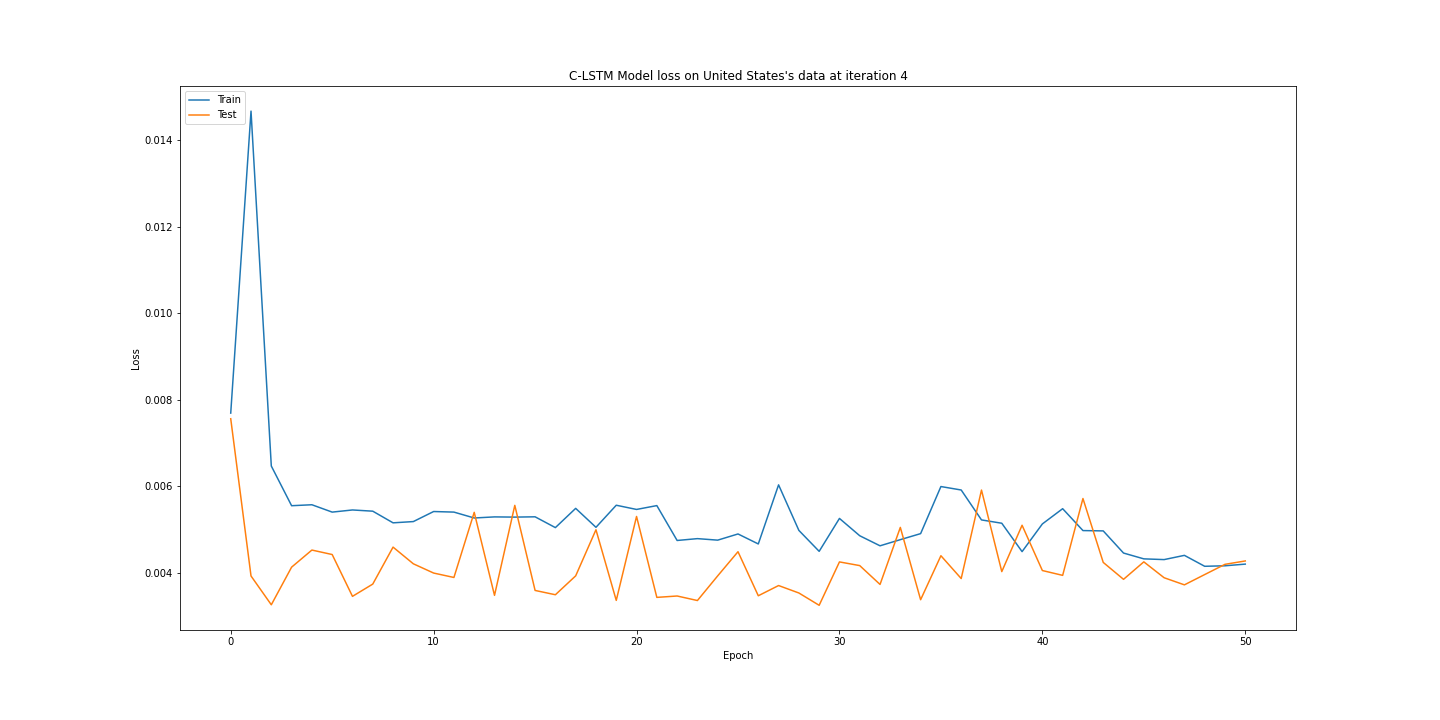 C-LSTM Model loss on United States's data at iteration 4
Train
Test
0.014
0.012
0.010
0.008
0.006
0.004
Loss
0 10 20 30 40 50
Epoch